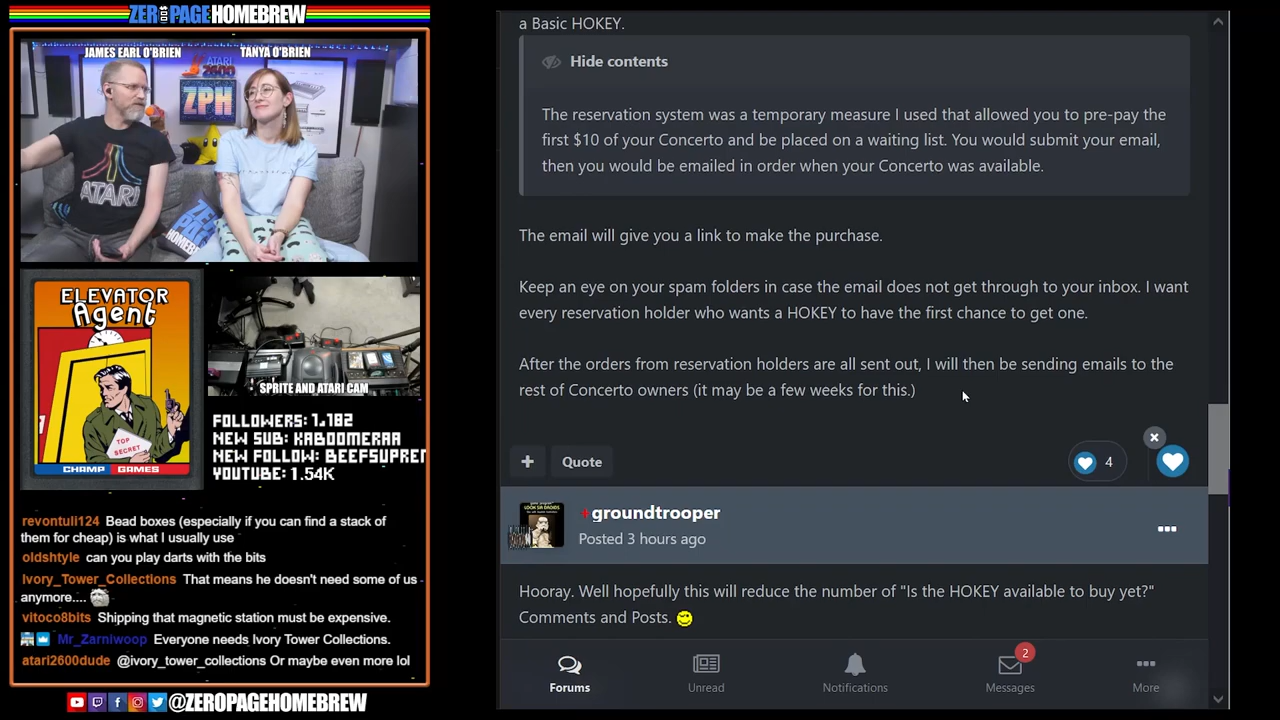 ZEROPAGEHOMEBREW
JAMES EARL O'BRIEN
TANYA O'BRIEN
ATARI
2600
ZPH
ATARI
ELEVATOR
Agent
TOP
SECRET
CHAMP GAMES
SPRITE AND ATARI CAM
FOLLOWERS: 1,182
NEW SUB: KABOOMERAA
NEW FOLLOW: BEEFSUPREM
YOUTUBE: 1.54K
revontuli124 Bead boxes (especially if you can find a stack of
them for cheap) is what I usually use
oldshtyle can you play darts with the bits
Ivory_Tower_Collections That means he doesn't need some of us
anymore....
vitoco8bits Shipping that magnetic station must be expensive.
Mr_Zarniwoop Everyone needs Ivory Tower Collections.
atari2600dude @ivory_tower_collections Or maybe even more lol
@ZEROPAGEHOMEBREW
a Basic HOKEY.
Hide contents
The reservation system was a temporary measure I used that allowed you to pre-pay the
first $10 of your Concerto and be placed on a waiting list. You would submit your email,
then you would be emailed in order when your Concerto was available.
The email will give you a link to make the purchase.
Keep an eye on your spam folders in case the email does not get through to your inbox. I want
every reservation holder who wants a HOKEY to have the first chance to get one.
After the orders from reservation holders are all sent out, I will then be sending emails to the
rest of Concerto owners (it may be a few weeks for this.)
+ Quote
4
+groundtrooper
Posted 3 hours ago
Hooray. Well hopefully this will reduce the number of "Is the HOKEY available to buy yet?"
Comments and Posts.
2
Forums Unread Notifications Messages More